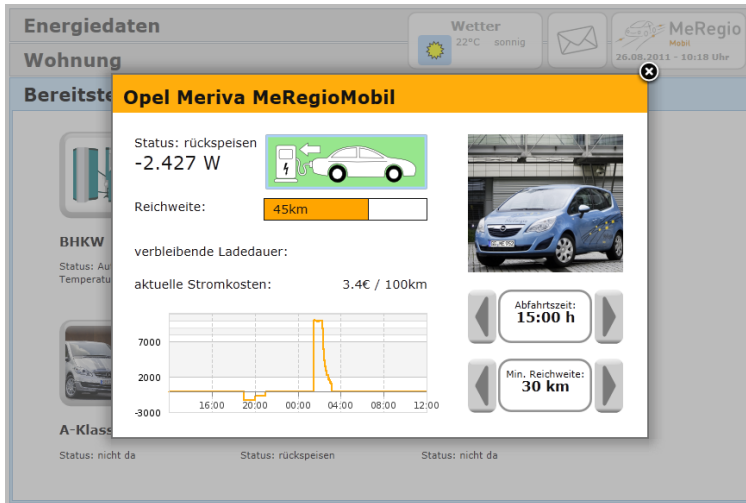 Energiedaten
Wetter
22°C sonnig
MeRegio
Mobil
26.08.2011 - 10:18 Uhr
Wohnung
Bereitste
Opel Meriva MeRegioMobil
Status: rückspeisen
-2.427 W
Reichweite:
45km
verbleibende Ladedauer:
aktuelle Stromkosten:
3.4€ / 100km
7000
2000
-3000
16:00
20:00
00:00
04:00
08:00
12:00
Abfahrtszeit:
15:00 h
Min. Reichweite:
30 km
BHKW
Status: Au
Temperatu
A-Klass
Status: nicht da
Status: rückspeisen
Status: nicht da